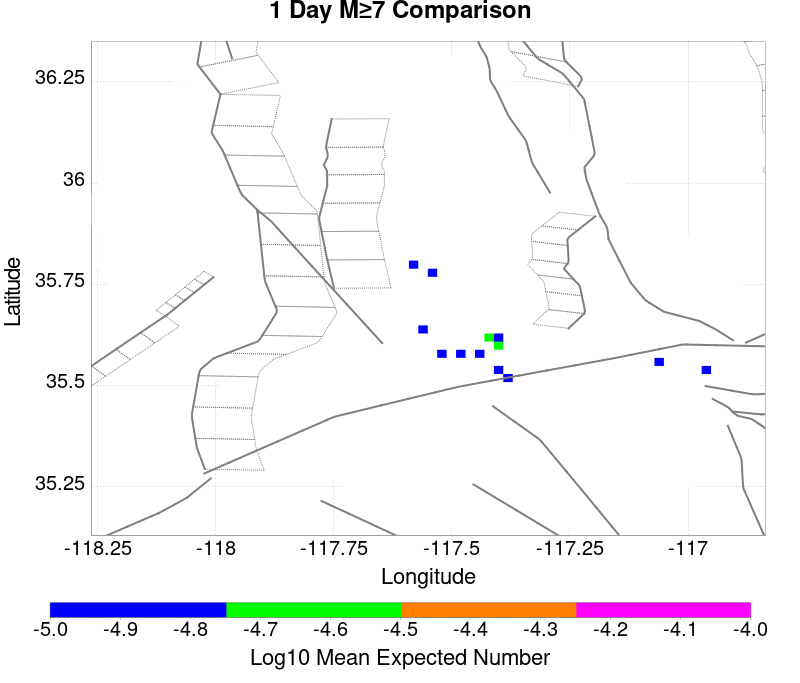 1 Day M≥7 Comparison
36.25
36
35.75
35.5
35.25
Latitude
-118.25 -118 -117.75 -117.5 -117.25 -117
Longitude
-5.0 -4.9 -4.8 -4.7 -4.6 -4.5 -4.4 -4.3 -4.2 -4.1 -4.0
Log10 Mean Expected Number